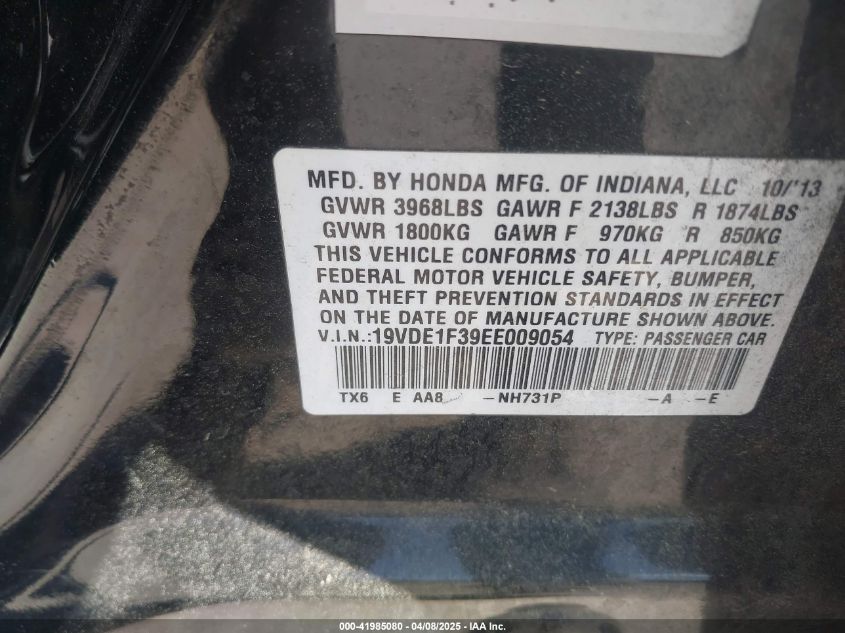 MFD. BY HONDA MFG. OF INDIANA, LLC 10/'13
GVWR 3968LBS GAWR F 2138LBS R 1874LBS
GVWR 1800KG GAWR F 970KG R 850KG
THIS VEHICLE CONFORMS TO ALL APPLICABLE
FEDERAL MOTOR VEHICLE SAFETY, BUMPER,
AND THEFT PREVENTION STANDARDS IN EFFECT
ON THE DATE OF MANUFACTURE SHOWN ABOVE.
V.I.N.:19VDE1F39EE009054 TYPE: PASSENGER CAR
TX6 E AA8 -NH731P -A -E
000-41985080 - 04/08/2025 - IAA Inc.